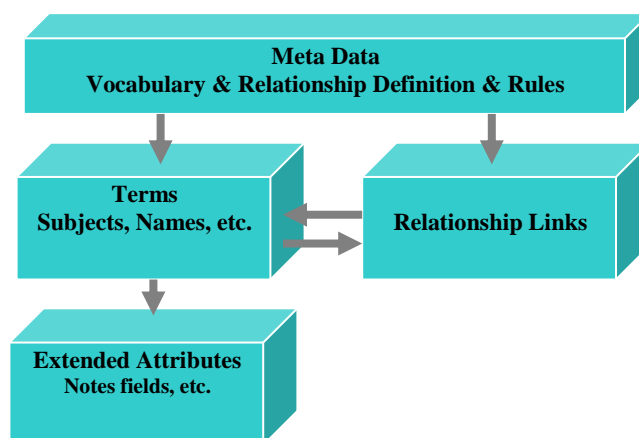 Meta Data
Vocabulary & Relationship Definition & Rules
Terms
Subjects, Names, etc.
Relationship Links
Extended Attributes
Notes fields, etc.